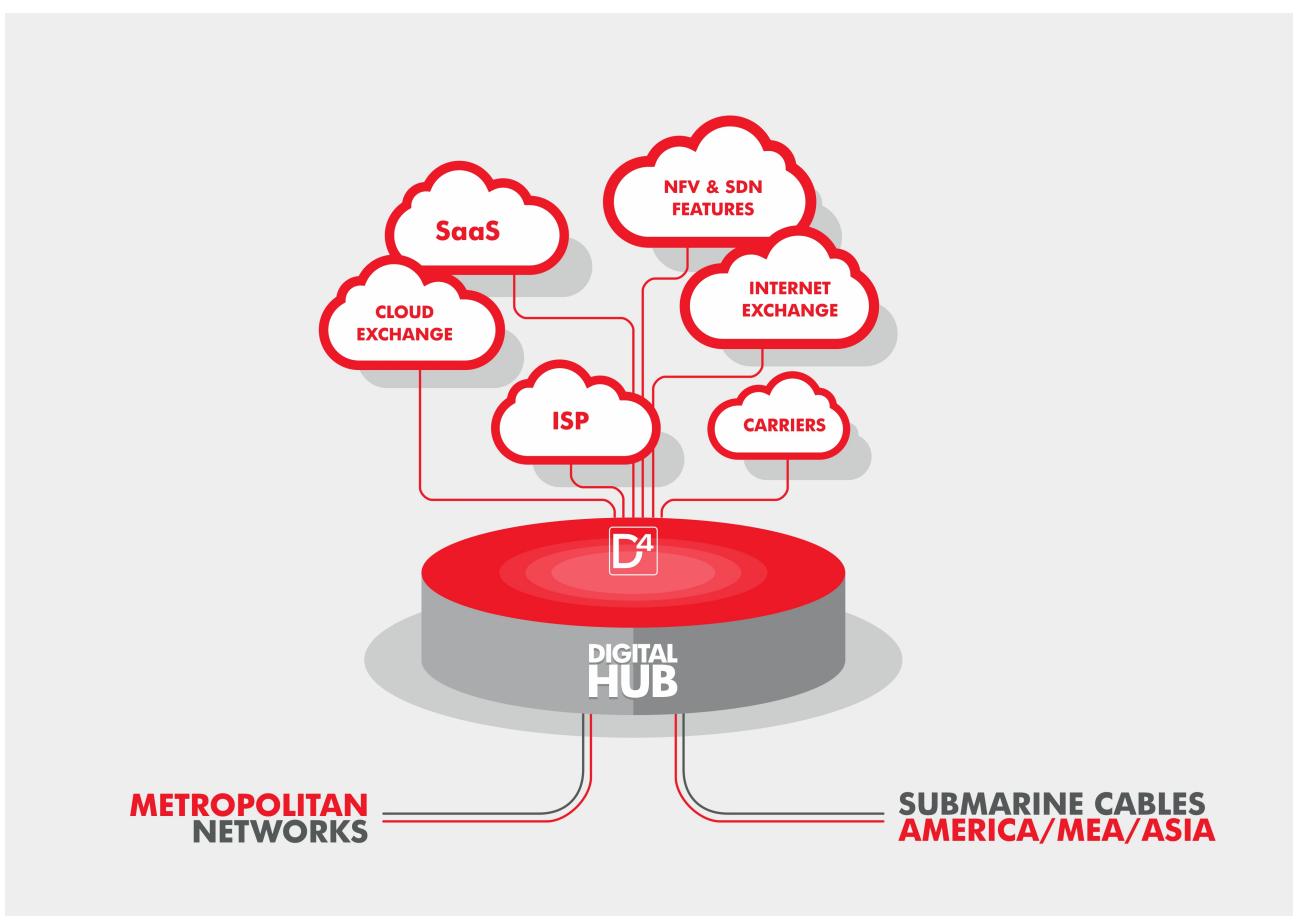 NFV & SDN
FEATURES
SaaS
INTERNET
EXCHANGE
CLOUD
EXCHANGE
ISP
CARRIERS
D4
DIGITAL
HUB
METROPOLITAN
NETWORKS
SUBMARINE CABLES
AMERICA/MEA/ASIA